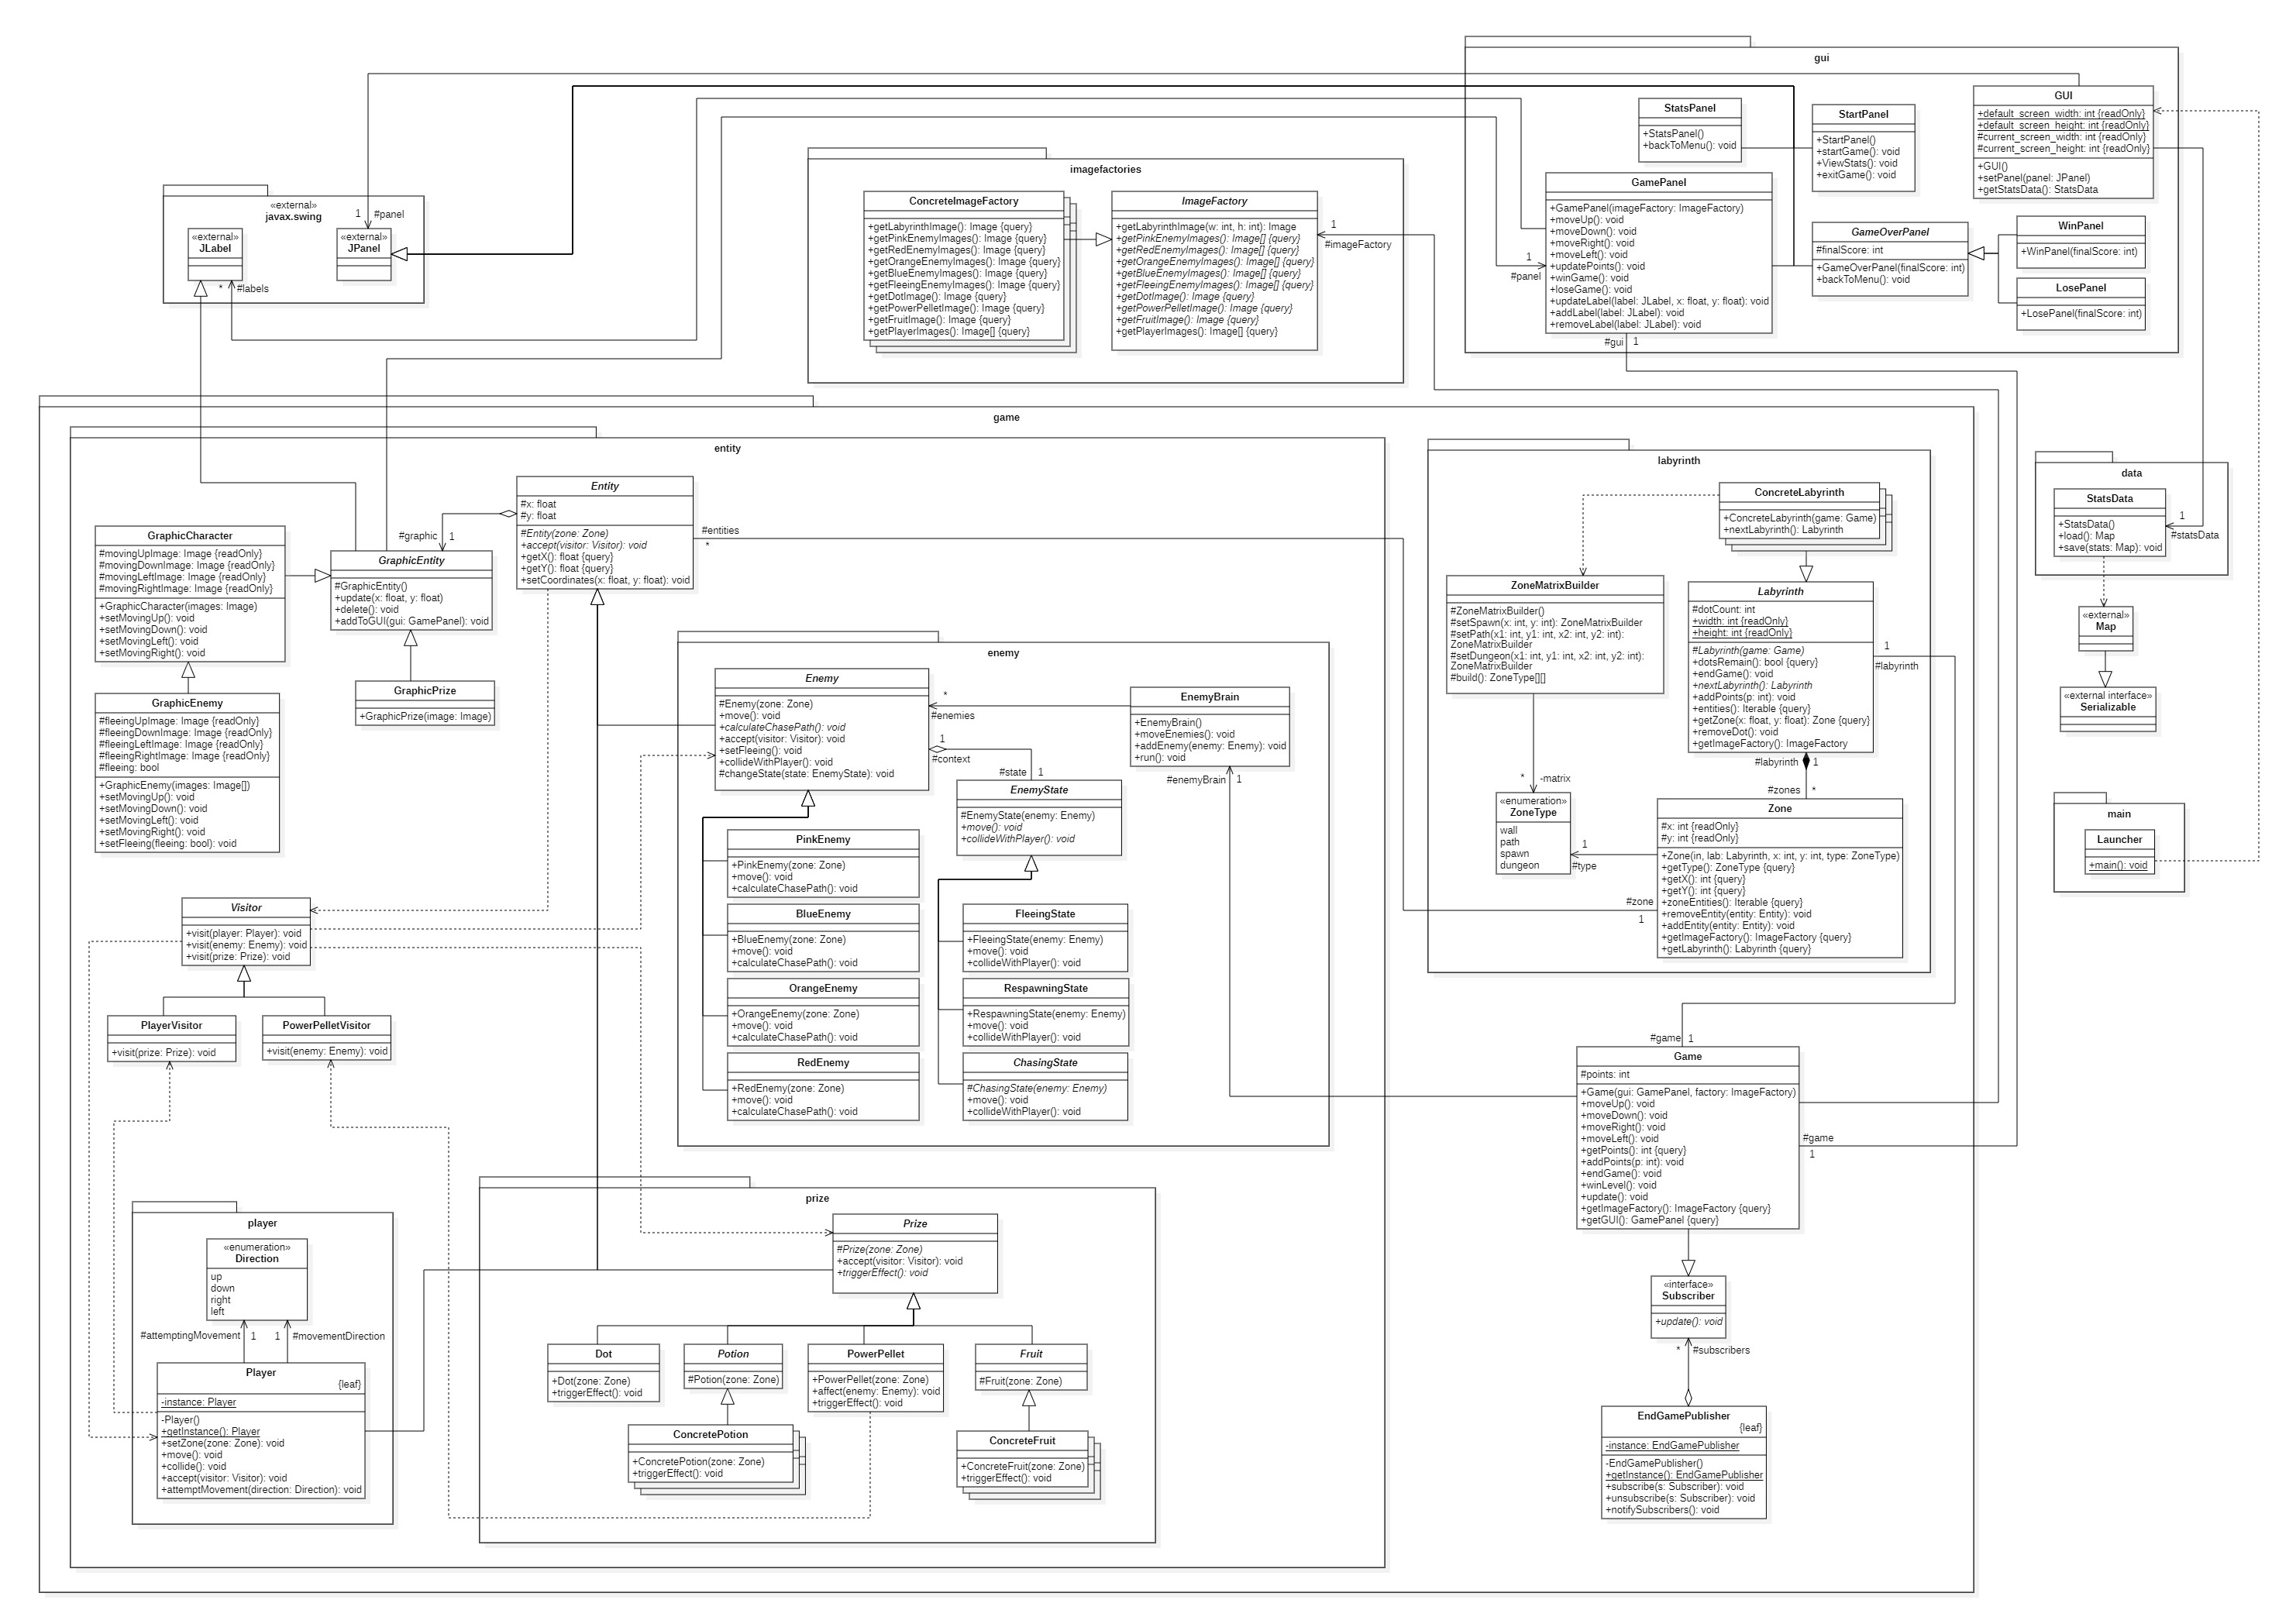 gui
GUI
+default_screen_width: int {readOnly}
+default_screen_height: int {readOnly}
#current_screen_width: int {readOnly}
#current_screen_height: int {readOnly}
+GUI()
+setPanel(panel: JPanel)
+getStatsData(): StatsData
StatsPanel
+StatsPanel()
+backToMenu(): void
StartPanel
+StartPanel()
+startGame(): void
+ViewStats(): void
+exitGame(): void
GamePanel
+GamePanel(imageFactory: ImageFactory)
+moveUp(): void
+moveDown(): void
+moveRight(): void
+moveLeft(): void
+updatePoints(): void
+winGame(): void
+loseGame(): void
+updateLabel(label: JLabel, x: float, y: float): void
+addLabel(label: JLabel): void
+removeLabel(label: JLabel): void
GameOverPanel
#finalScore: int
+GameOverPanel(finalScore: int)
+backToMenu(): void
WinPanel
+WinPanel(finalScore: int)
LosePanel
+LosePanel(finalScore: int)
1
#panel
#gui
1
imagefactories
ConcreteImageFactory
+getLabyrinthImage(): Image {query}
+getPinkEnemyImages(): Image {query}
+getRedEnemyImages(): Image {query}
+getOrangeEnemyImages(): Image {query}
+getBlueEnemyImages(): Image {query}
+getFleeingEnemyImages(): Image {query}
+getDotImage(): Image {query}
+getPowerPelletImage(): Image {query}
+getFruitImage(): Image {query}
+getPlayerImages(): Image[] {query}
ImageFactory
+getLabyrinthImage(w: int, h: int): Image
+getPinkEnemyImages(): Image[] {query}
+getRedEnemyImages(): Image[] {query}
+getOrangeEnemyImages(): Image[] {query}
+getBlueEnemyImages(): Image[] {query}
+getFleeingEnemyImages(): Image[] {query}
+getDotImage(): Image {query}
+getPowerPelletImage(): Image {query}
+getFruitImage(): Image {query}
+getPlayerImages(): Image[] {query}
1
#imageFactory
«external»
javax.swing
1
#panel
«external»
JLabel
«external»
JPanel
*
#labels
game
entity
Entity
#x: float
#y: float
#Entity(zone: Zone)
+accept(visitor: Visitor): void
+getX(): float {query}
+getY(): float {query}
+setCoordinates(x: float, y: float): void
#graphic
1
#entities
*
GraphicCharacter
#movingUpImage: Image {readOnly}
#movingDownImage: Image {readOnly}
#movingLeftImage: Image {readOnly}
#movingRightImage: Image {readOnly}
+GraphicCharacter(images: Image)
+setMovingUp(): void
+setMovingDown(): void
+setMovingLeft(): void
+setMovingRight(): void
GraphicEntity
#GraphicEntity()
+update(x: float, y: float)
+delete(): void
+addToGUI(gui: GamePanel): void
GraphicPrize
+GraphicPrize(image: Image)
GraphicEnemy
#fleeingUpImage: Image {readOnly}
#fleeingDownImage: Image {readOnly}
#fleeingLeftImage: Image {readOnly}
#fleeingRightImage: Image {readOnly}
#fleeing: bool
+GraphicEnemy(images: Image[])
+setMovingUp(): void
+setMovingDown(): void
+setMovingLeft(): void
+setMovingRight(): void
+setFleeing(fleeing: bool): void
Visitor
+visit(player: Player): void
+visit(enemy: Enemy): void
+visit(prize: Prize): void
PlayerVisitor
+visit(prize: Prize): void
PowerPelletVisitor
+visit(enemy: Enemy): void
enemy
Enemy
#Enemy(zone: Zone)
+move(): void
+calculateChasePath(): void
+accept(visitor: Visitor): void
+setFleeing(): void
+collideWithPlayer(): void
#changeState(state: EnemyState): void
*
#enemies
1
#context
#state
1
EnemyBrain
+EnemyBrain()
+moveEnemies(): void
+addEnemy(enemy: Enemy): void
+run(): void
#enemyBrain
1
EnemyState
#EnemyState(enemy: Enemy)
+move(): void
+collideWithPlayer(): void
PinkEnemy
+PinkEnemy(zone: Zone)
+move(): void
+calculateChasePath(): void
BlueEnemy
+BlueEnemy(zone: Zone)
+move(): void
+calculateChasePath(): void
OrangeEnemy
+OrangeEnemy(zone: Zone)
+move(): void
+calculateChasePath(): void
RedEnemy
+RedEnemy(zone: Zone)
+move(): void
+calculateChasePath(): void
FleeingState
+FleeingState(enemy: Enemy)
+move(): void
+collideWithPlayer(): void
RespawningState
+RespawningState(enemy: Enemy)
+move(): void
+collideWithPlayer(): void
ChasingState
#ChasingState(enemy: Enemy)
+move(): void
+collideWithPlayer(): void
player
«enumeration»
Direction
up
down
right
left
#attemptingMovement
1
1
#movementDirection
Player
{leaf}
-instance: Player
-Player()
+getInstance(): Player
+setZone(zone: Zone): void
+move(): void
+collide(): void
+accept(visitor: Visitor): void
+attemptMovement(direction: Direction): void
prize
Prize
#Prize(zone: Zone)
+accept(visitor: Visitor): void
+triggerEffect(): void
Dot
+Dot(zone: Zone)
+triggerEffect(): void
Potion
#Potion(zone: Zone)
PowerPellet
+PowerPellet(zone: Zone)
+affect(enemy: Enemy): void
+triggerEffect(): void
Fruit
#Fruit(zone: Zone)
ConcretePotion
+ConcretePotion(zone: Zone)
+triggerEffect(): void
ConcreteFruit
+ConcreteFruit(zone: Zone)
+triggerEffect(): void
labyrinth
ConcreteLabyrinth
+ConcreteLabyrinth(game: Game)
+nextLabyrinth(): Labyrinth
ZoneMatrixBuilder
#ZoneMatrixBuilder()
#setSpawn(x: int, y: int): ZoneMatrixBuilder
#setPath(x1: int, y1: int, x2: int, y2: int):
ZoneMatrixBuilder
#setDungeon(x1: int, y1: int, x2: int, y2: int):
ZoneMatrixBuilder
#build(): ZoneType[][]
Labyrinth
#dotCount: int
+width: int {readOnly}
+height: int {readOnly}
#Labyrinth(game: Game)
+dotsRemain(): bool {query}
+endGame(): void
+nextLabyrinth(): Labyrinth
+addPoints(p: int): void
+entities(): Iterable {query}
+getZone(x: float, y: float): Zone {query}
+removeDot(): void
+getImageFactory(): ImageFactory
1
#labyrinth
#labyrinth
1
#zones
*
*
-matrix
«enumeration»
ZoneType
wall
path
spawn
dungeon
1
#type
Zone
#x: int {readOnly}
#y: int {readOnly}
+Zone(in, lab: Labyrinth, x: int, y: int, type: ZoneType)
+getType(): ZoneType {query}
+getX(): int {query}
+getY(): int {query}
+zoneEntities(): Iterable {query}
+removeEntity(entity: Entity): void
+addEntity(entity: Entity): void
+getImageFactory(): ImageFactory {query}
+getLabyrinth(): Labyrinth {query}
#zone
1
#game
1
Game
#points: int
+Game(gui: GamePanel, factory: ImageFactory)
+moveUp(): void
+moveDown(): void
+moveRight(): void
+moveLeft(): void
+getPoints(): int {query}
+addPoints(p: int): void
+endGame(): void
+winLevel(): void
+update(): void
+getImageFactory(): ImageFactory {query}
+getGUI(): GamePanel {query}
#game
1
«interface»
Subscriber
+update(): void
*
#subscribers
EndGamePublisher
{leaf}
-instance: EndGamePublisher
-EndGamePublisher()
+getInstance(): EndGamePublisher
+subscribe(s: Subscriber): void
+unsubscribe(s: Subscriber): void
+notifySubscribers(): void
data
StatsData
+StatsData()
+load(): Map
+save(stats: Map): void
1
#statsData
«external»
Map
«external interface»
Serializable
main
Launcher
+main(): void